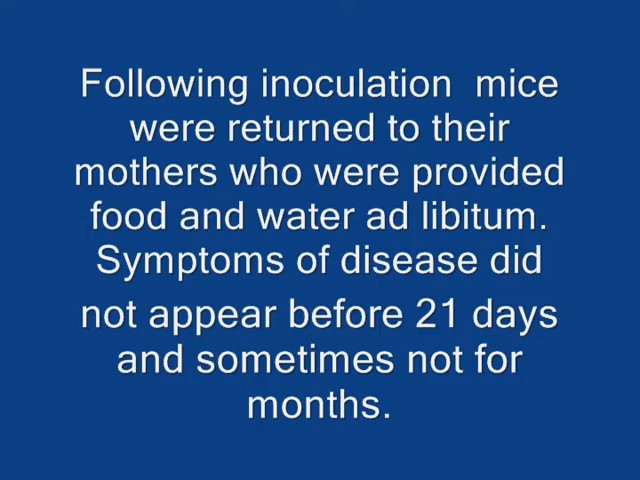 Following inoculation  mice
were returned to their
mothers who were provided
food and water ad libitum.
Symptoms of disease did
not appear before 21 days
and sometimes not for
months.